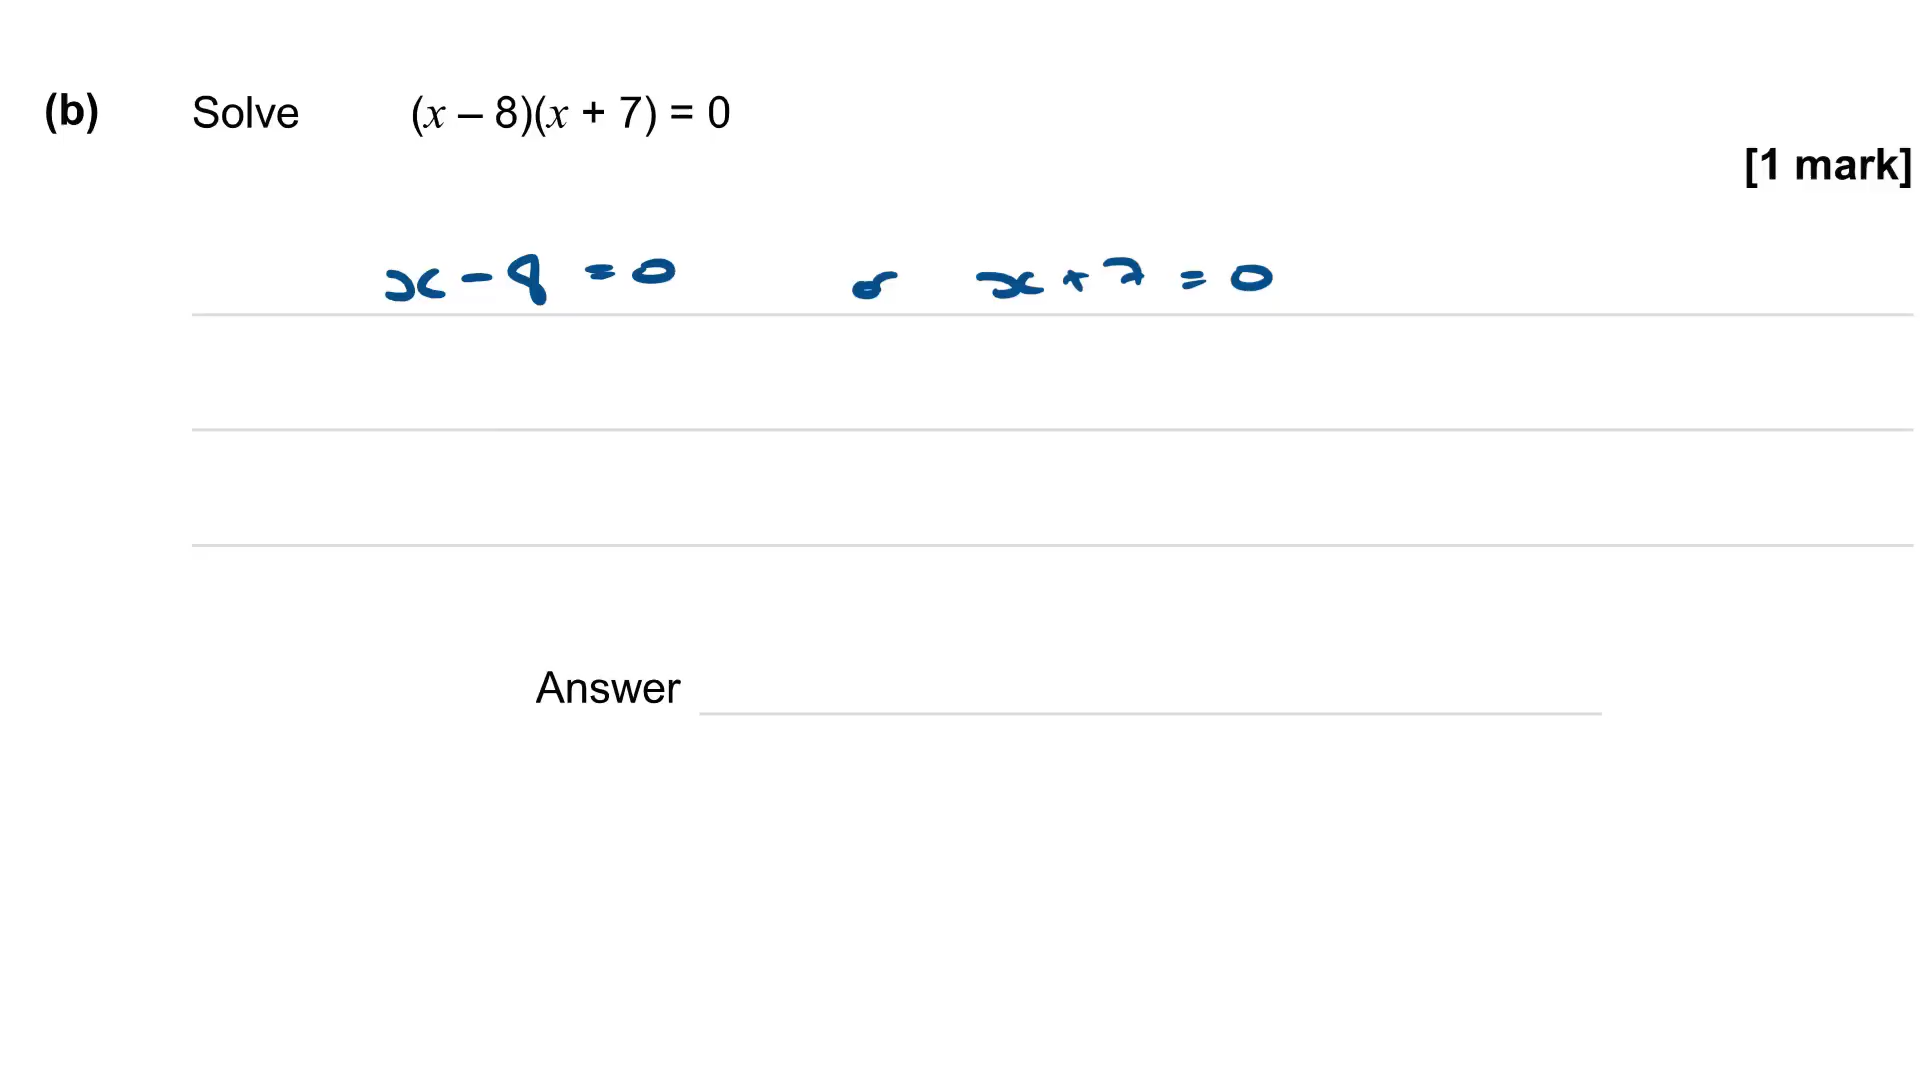 (b) Solve (x – 8)(x + 7) = 0
[1 mark]
x - 8 = 0 or x + 7 = 0
Answer